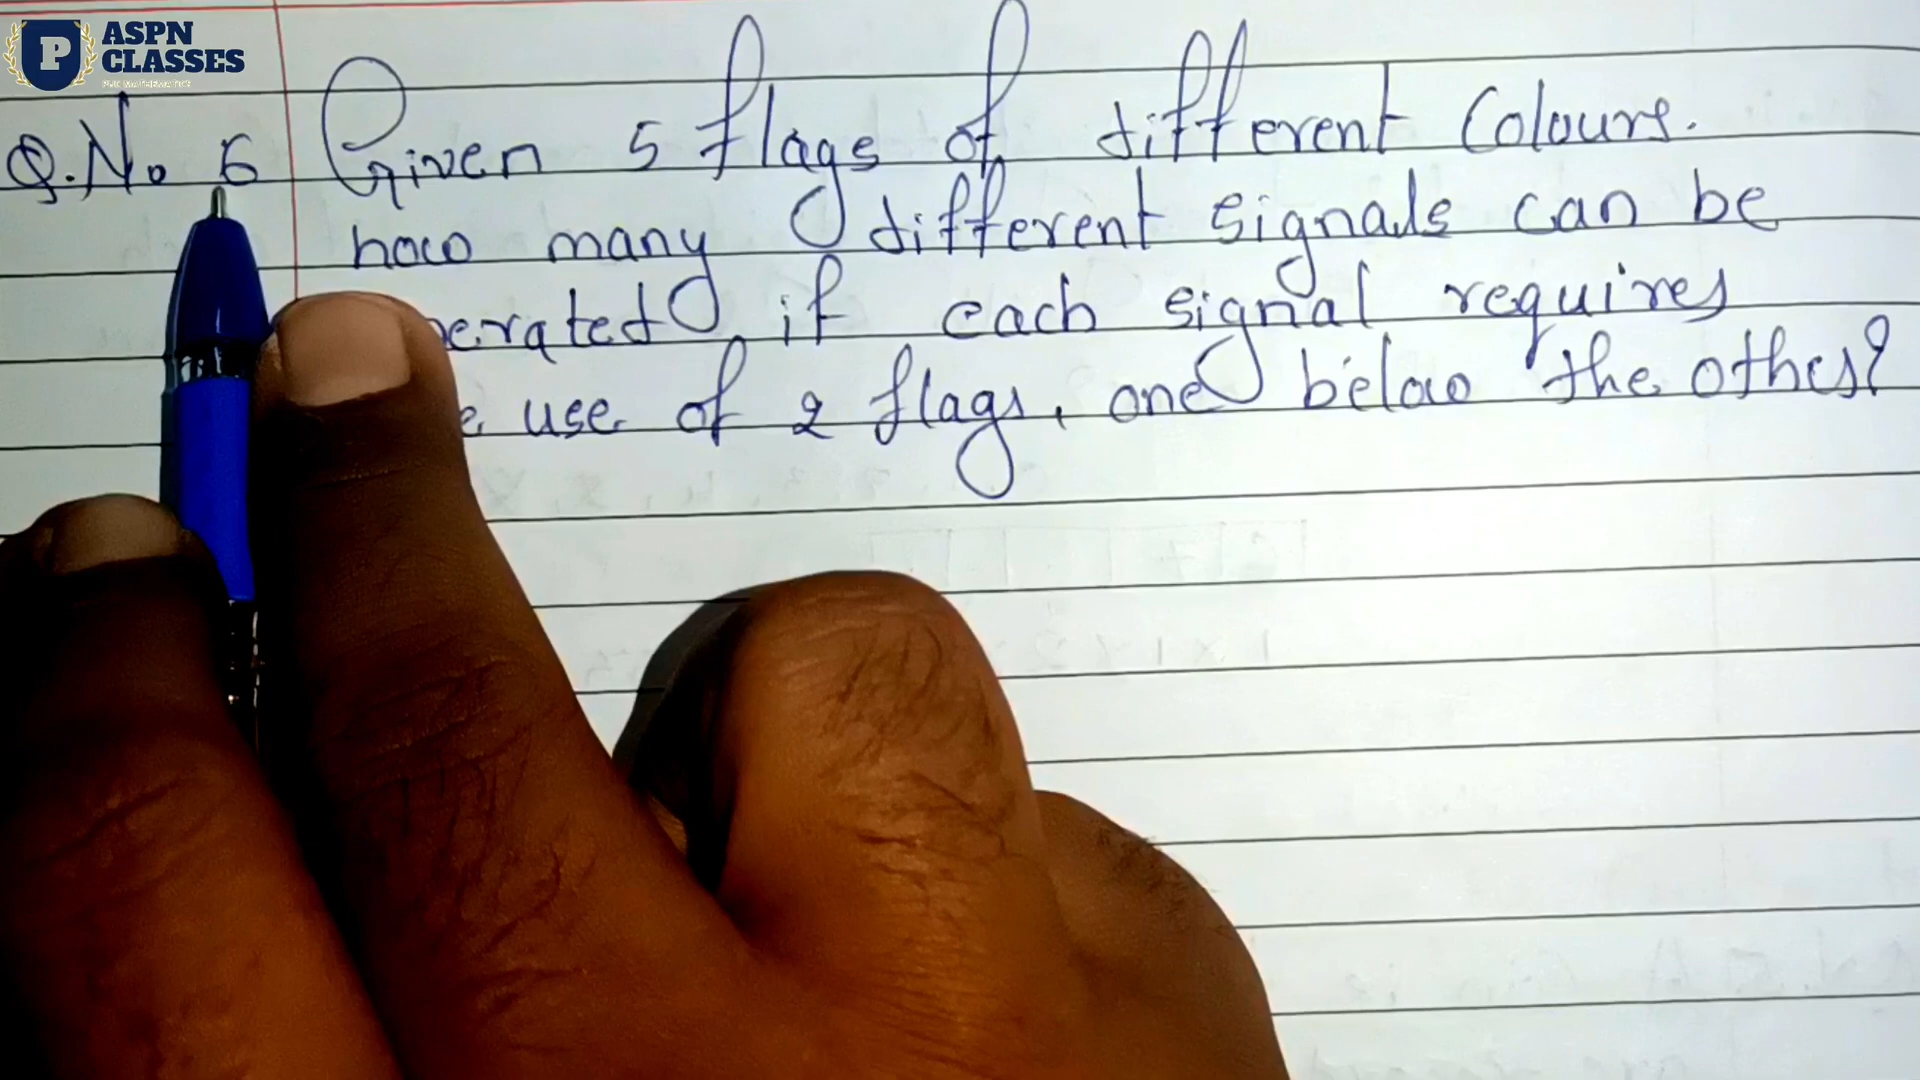 ASPN
CLASSES
Q.No 6 Given 5 flags of different Colours.
how many different signals can be
erated if each signal requires
e use of 2 flags, one below the other?